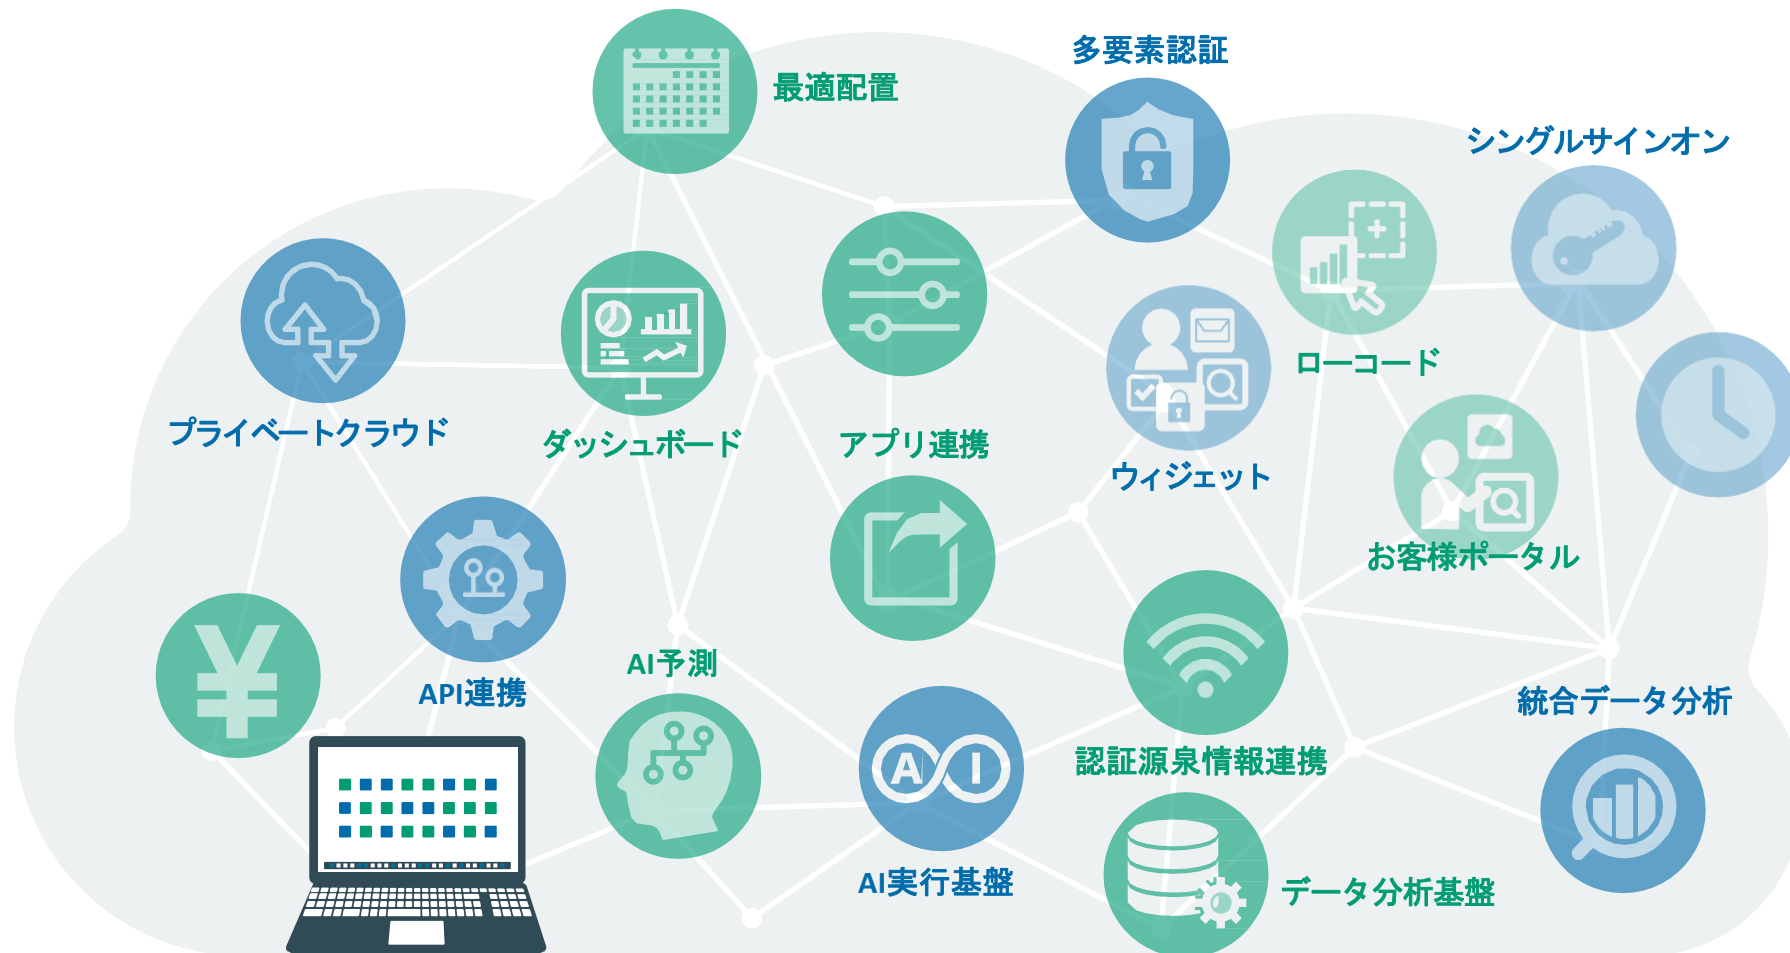 多要素認証
最適配置
シングルサインオン
ローコード
プライベートクラウド
ダッシュボード
アプリ連携
ウィジェット
お客様ポータル
¥
AI予測
API連携
統合データ分析
認証源泉情報連携
AI
AI実行基盤
データ分析基盤